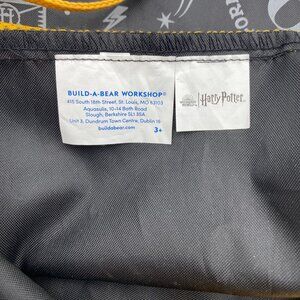 BUILD-A-BEAR WORKSHOP®
415 South 18th Street, St. Louis, MO 63103
Aquasulis, 10-14 Bath Road
Slough, Berkshire SL1 3SA
Unit 3, Dundrum Town Centre, Dublin 16
buildabear.com
3+
Harry Potter